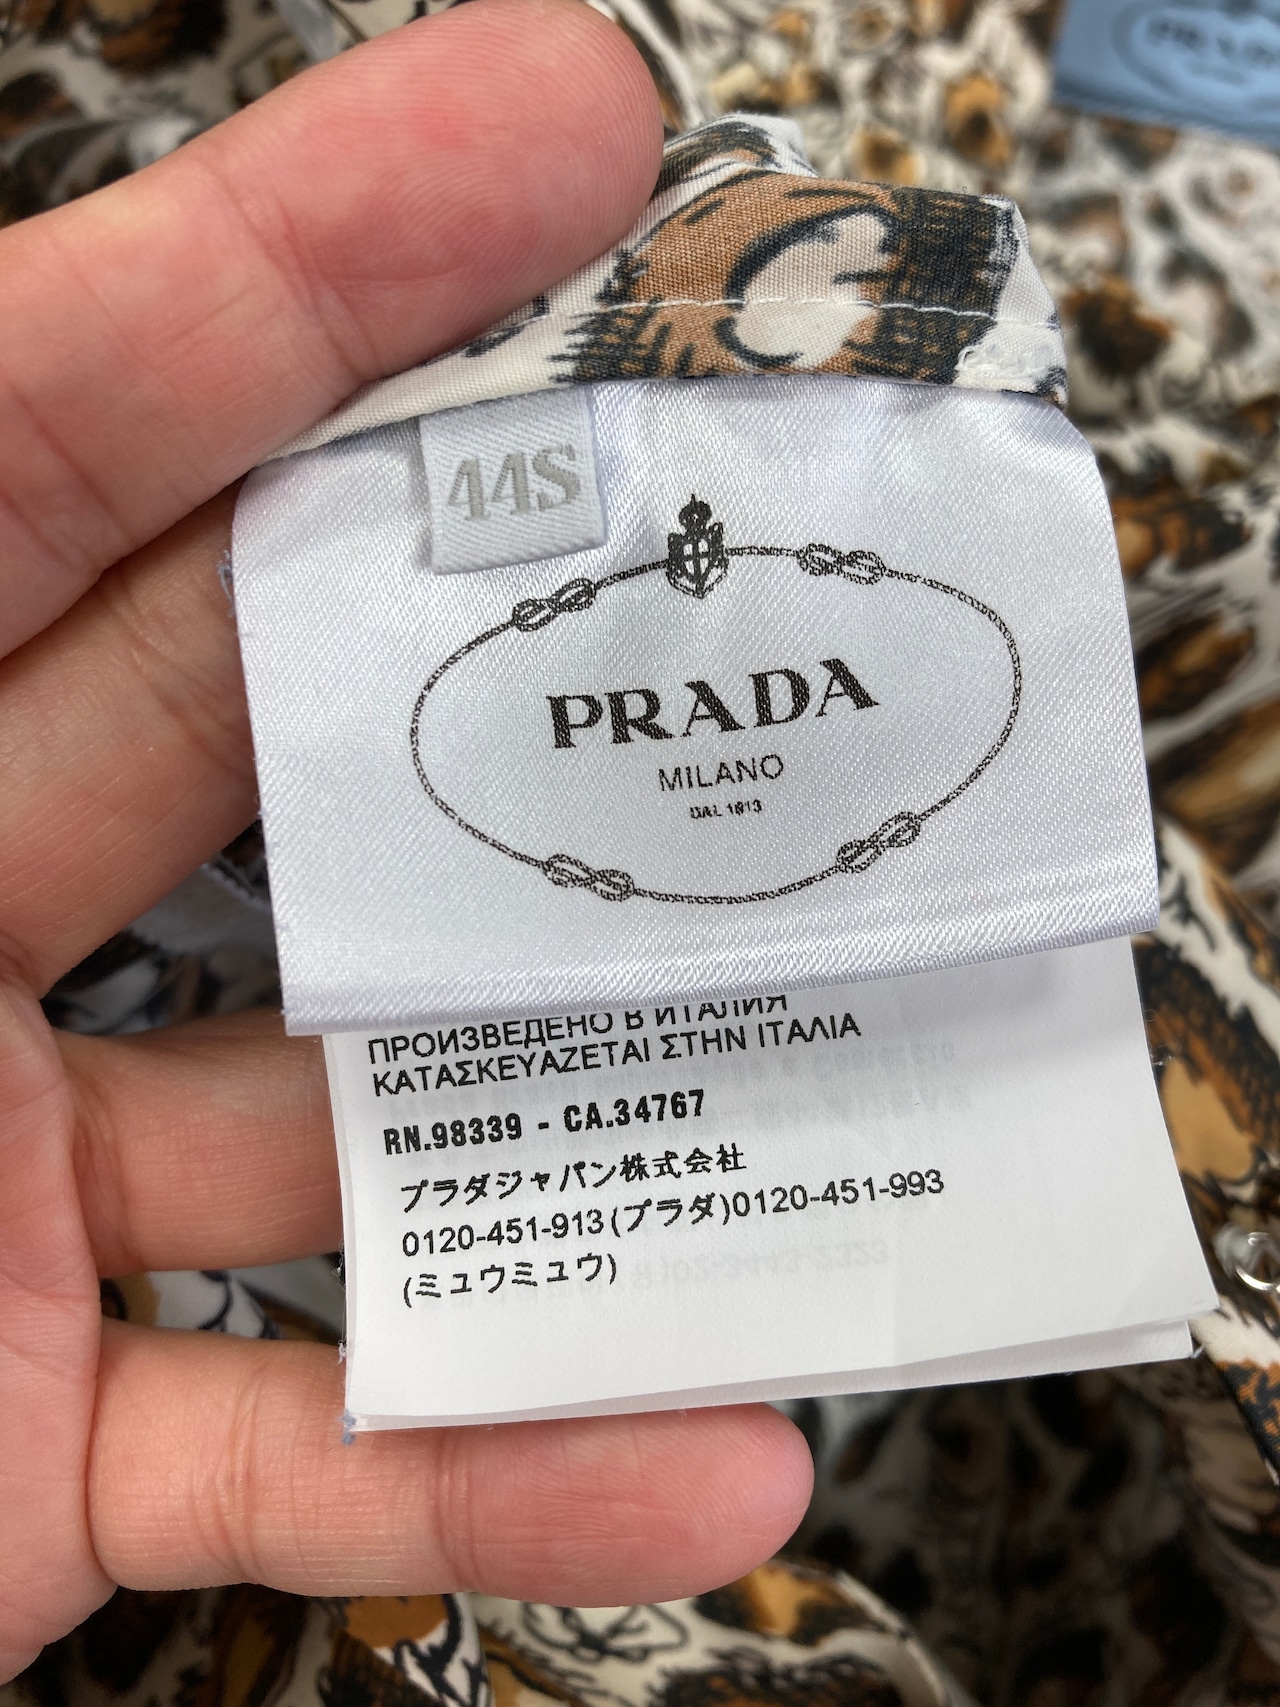 PRADA
44S
PRADA
MILANO
DAL 1913
ПРОИЗВЕДЕНО В ИТАЛИЯ
ΚΑΤΑΣΚΕΥΑΖΕΤΑΙ ΣΤΗΝ ΙΤΑΛΙΑ
RN.98339 - CA.34767
プラダジャパン株式会社
0120-451-913(プラダ)0120-451-993
(ミュウミュウ)